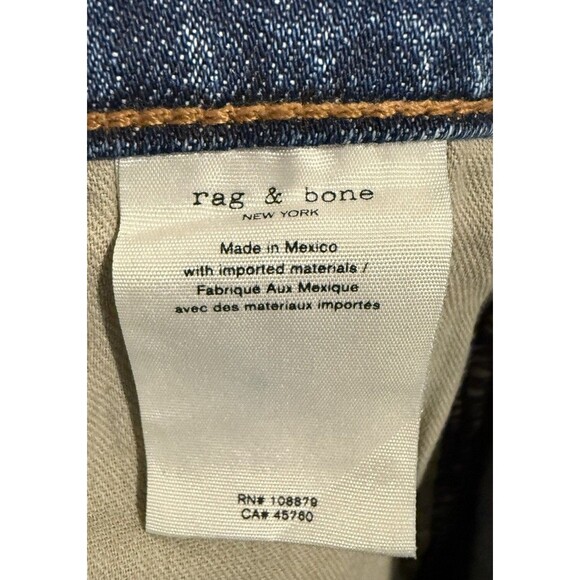 rag & bone
NEW YORK
Made in Mexico
with imported materials /
Fabrique Aux Mexique
avec des materiaux importés
RN# 108879
CA# 45760